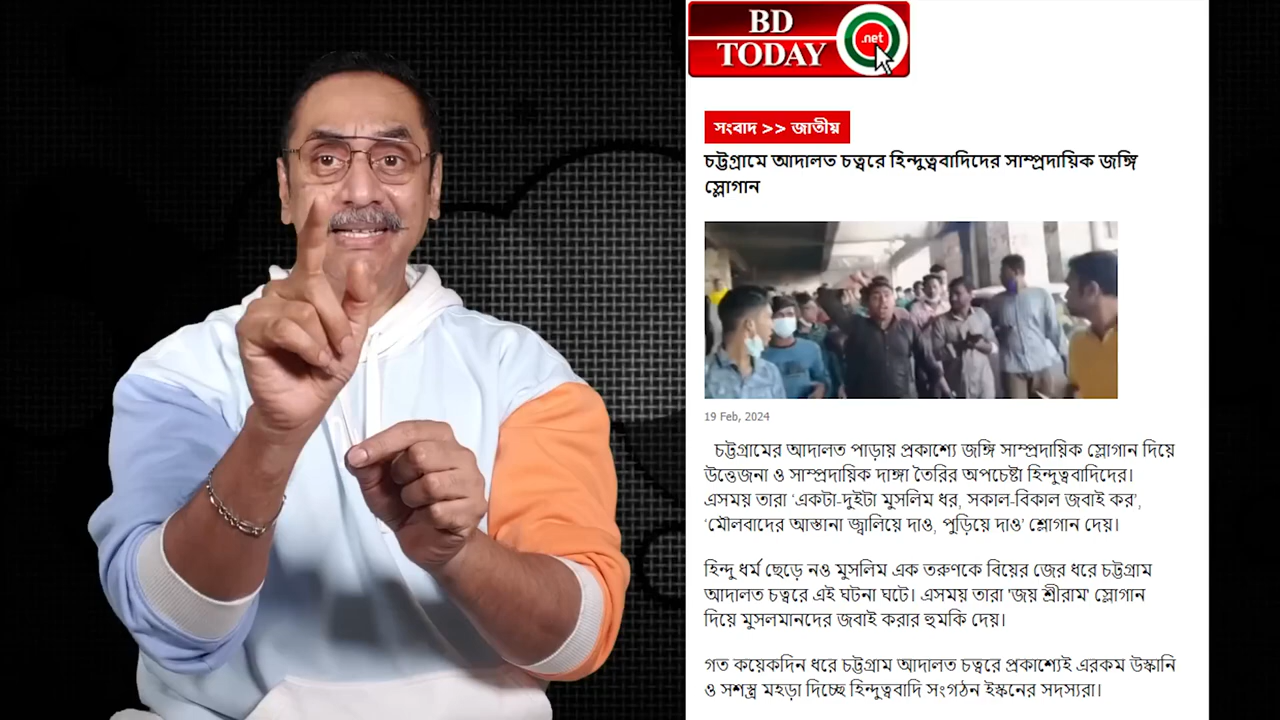 BD
TODAY
.net
সংবাদ >> জাতীয়
চট্টগ্রামে আদালত চত্বরে হিন্দুত্ববাদিদের সাম্প্রদায়িক জঙ্গি
স্লোগান
19 Feb, 2024
চট্টগ্রামের আদালত পাড়ায় প্রকাশ্যে জঙ্গি সাম্প্রদায়িক স্লোগান দিয়ে
উত্তেজনা ও সাম্প্রদায়িক দাঙ্গা তৈরির অপচেষ্টা হিন্দুত্ববাদিদের।
এসময় তারা ‘একটা-দুইটা মুসলিম ধর, সকাল-বিকাল জবাই কর’,
‘মৌলবাদের আস্তানা জ্বালিয়ে দাও, পুড়িয়ে দাও’ শ্লোগান দেয়।
হিন্দু ধর্ম ছেড়ে নও মুসলিম এক তরুণকে বিয়ের জের ধরে চট্টগ্রাম
আদালত চত্বরে এই ঘটনা ঘটে। এসময় তারা ‘জয় শ্রীরাম’ স্লোগান
দিয়ে মুসলমানদের জবাই করার হুমকি দেয়।
গত কয়েকদিন ধরে চট্টগ্রাম আদালত চত্বরে প্রকাশ্যেই এরকম উস্কানি
ও সশস্ত্র মহড়া দিচ্ছে হিন্দুত্ববাদি সংগঠন ইস্কনের সদস্যরা।